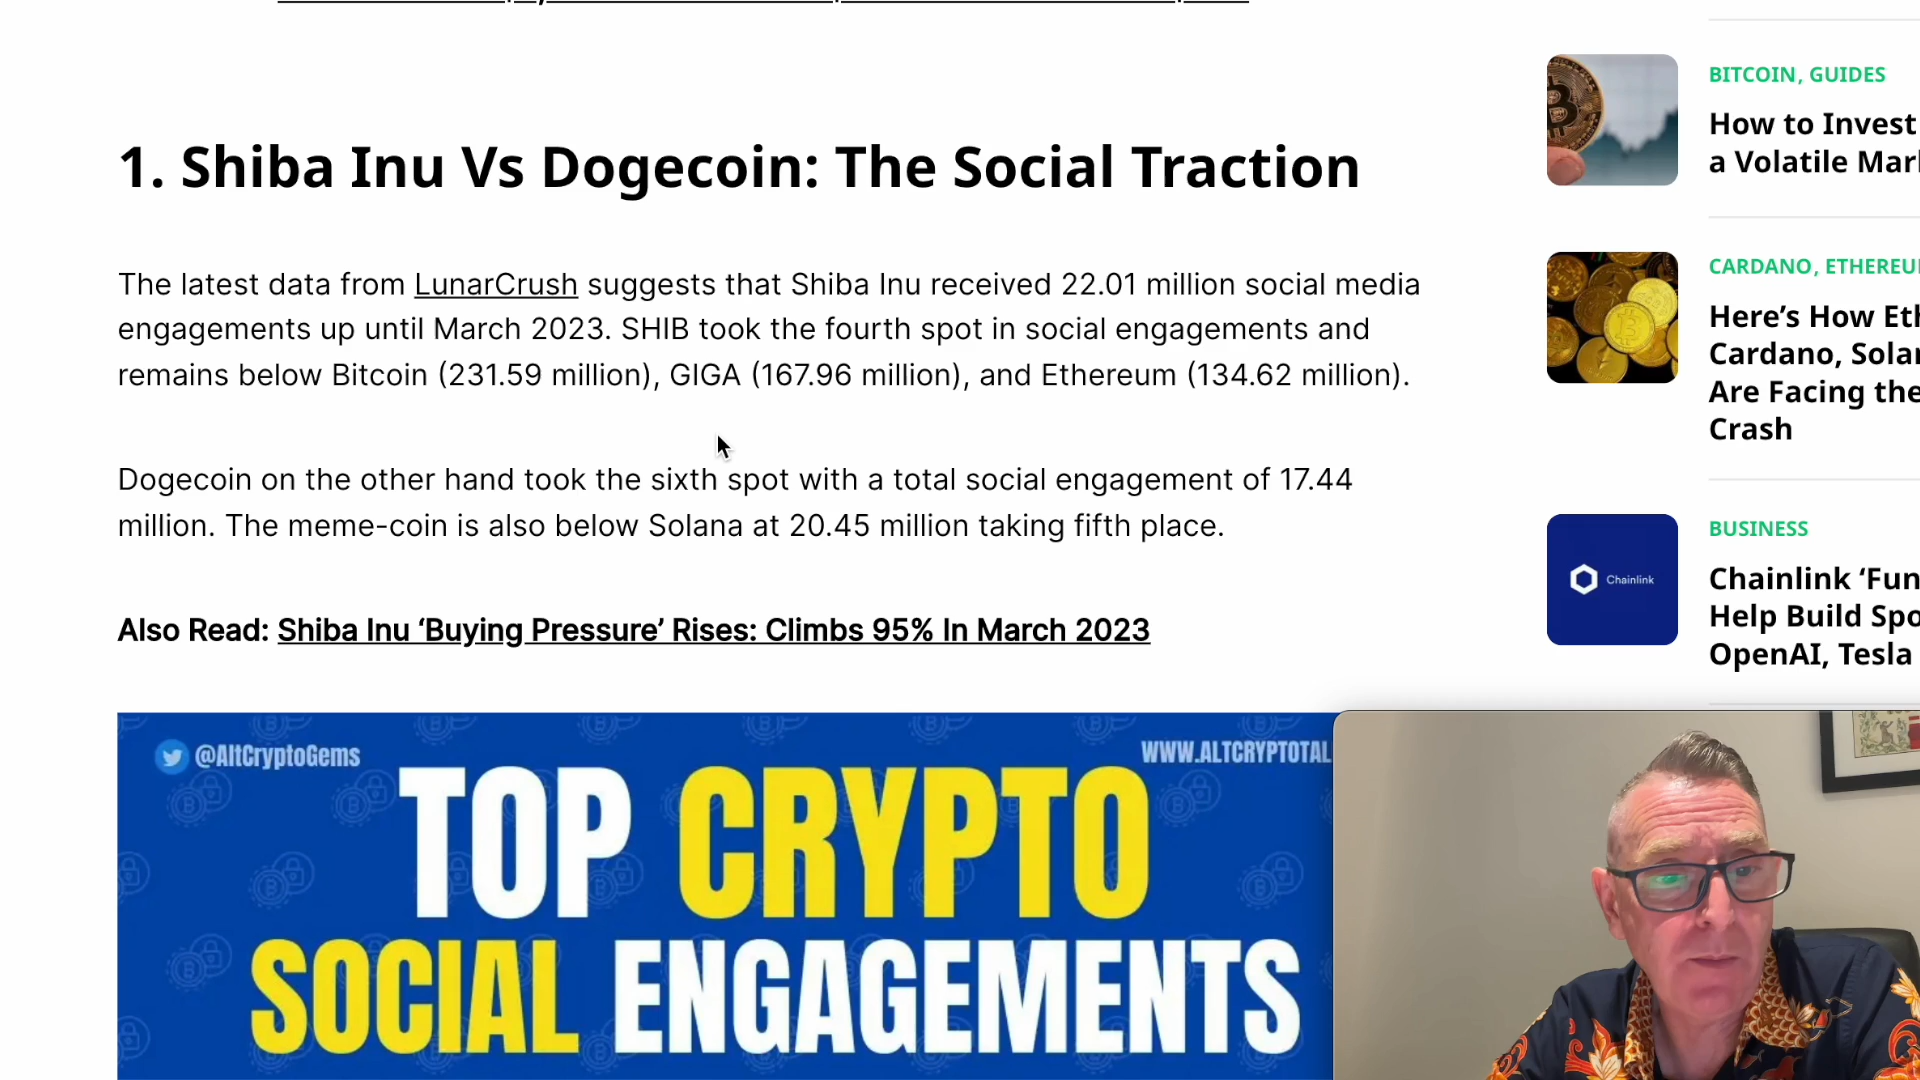 1. Shiba Inu Vs Dogecoin: The Social Traction
The latest data from LunarCrush suggests that Shiba Inu received 22.01 million social media
engagements up until March 2023. SHIB took the fourth spot in social engagements and
remains below Bitcoin (231.59 million), GIGA (167.96 million), and Ethereum (134.62 million).
Dogecoin on the other hand took the sixth spot with a total social engagement of 17.44
million. The meme-coin is also below Solana at 20.45 million taking fifth place.
Also Read: Shiba Inu ‘Buying Pressure’ Rises: Climbs 95% In March 2023
@AltCryptoGems
WWW.ALTCRYPTOTAL
TOP CRYPTO
SOCIAL ENGAGEMENTS
BITCOIN, GUIDES
How to Invest
a Volatile Mar
CARDANO, ETHEREU
Here’s How Eth
Cardano, Solan
Are Facing the
Crash
BUSINESS
Chainlink ‘Fun
Help Build Spo
OpenAI, Tesla
Chainlink